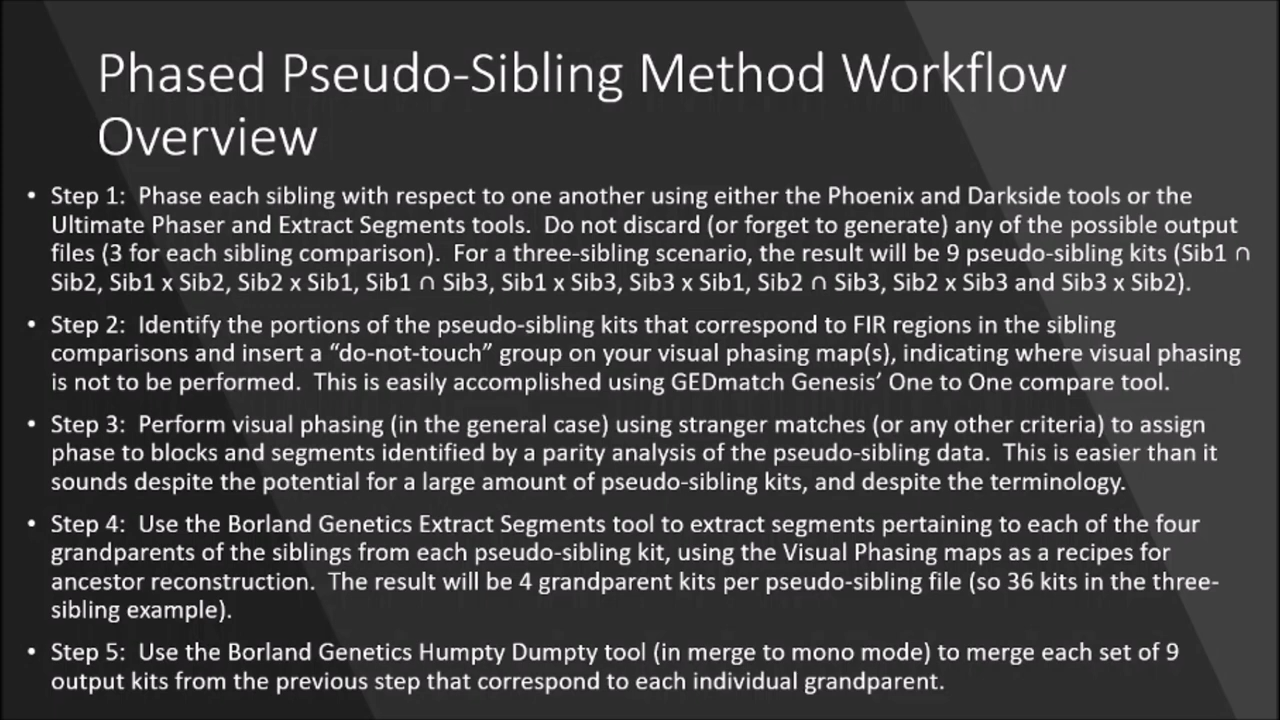 Phased Pseudo-Sibling Method Workflow
Overview
• Step 1:  Phase each sibling with respect to one another using either the Phoenix and Darkside tools or the
Ultimate Phaser and Extract Segments tools.  Do not discard (or forget to generate) any of the possible output
files (3 for each sibling comparison).  For a three-sibling scenario, the result will be 9 pseudo-sibling kits (Sib1 ∩
Sib2, Sib1 x Sib2, Sib2 x Sib1, Sib1 ∩ Sib3, Sib1 x Sib3, Sib3 x Sib1, Sib2 ∩ Sib3, Sib2 x Sib3 and Sib3 x Sib2).
• Step 2:  Identify the portions of the pseudo-sibling kits that correspond to FIR regions in the sibling
comparisons and insert a “do-not-touch” group on your visual phasing map(s), indicating where visual phasing
is not to be performed.  This is easily accomplished using GEDmatch Genesis’ One to One compare tool.
• Step 3:  Perform visual phasing (in the general case) using stranger matches (or any other criteria) to assign
phase to blocks and segments identified by a parity analysis of the pseudo-sibling data.  This is easier than it
sounds despite the potential for a large amount of pseudo-sibling kits, and despite the terminology.
• Step 4:  Use the Borland Genetics Extract Segments tool to extract segments pertaining to each of the four
grandparents of the siblings from each pseudo-sibling kit, using the Visual Phasing maps as a recipes for
ancestor reconstruction.  The result will be 4 grandparent kits per pseudo-sibling file (so 36 kits in the three-
sibling example).
• Step 5:  Use the Borland Genetics Humpty Dumpty tool (in merge to mono mode) to merge each set of 9
output kits from the previous step that correspond to each individual grandparent.